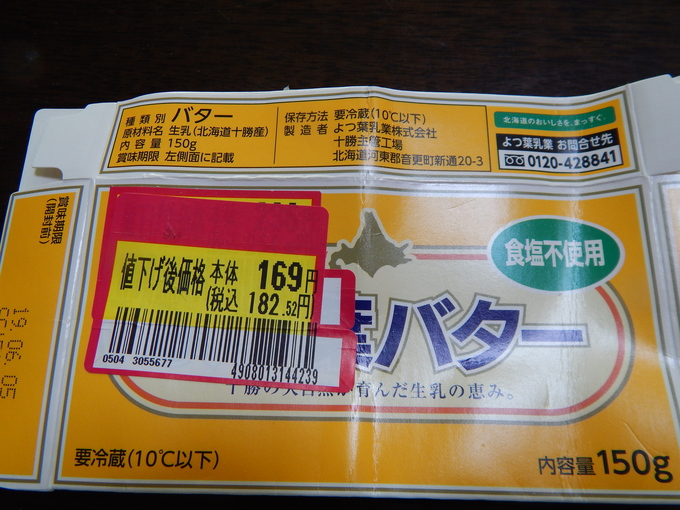 種類別 バター
原材料名 生乳(北海道十勝産)
内容量 150g
賞味期限 左側面に記載
保存方法 要冷蔵(10℃以下)
製造者 よつ葉乳業株式会社
十勝主管工場
北海道河東郡音更町新通20-3
北海道のおいしさを、まっすぐ。
よつ葉乳業 お問合せ先
0120-428841
賞味期限
(開封前)
19.06.05
食塩不使用
値下げ後価格 本体 169円
(税込 182.52円)
0504 3055677
4908013144239
バター
育んだ生乳の恵み。
要冷蔵(10℃以下)
内容量150g